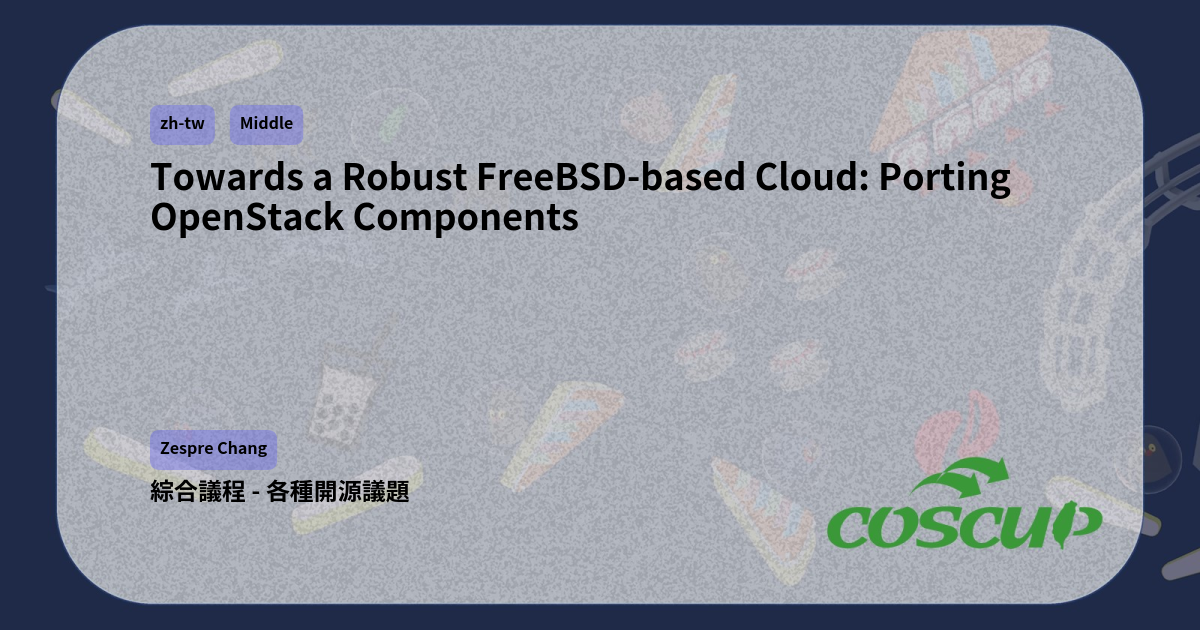 zh-tw Middle
Towards a Robust FreeBSD-based Cloud: Porting
OpenStack Components
Zespre Chang
綜合議程 - 各種開源議題
COSCUP